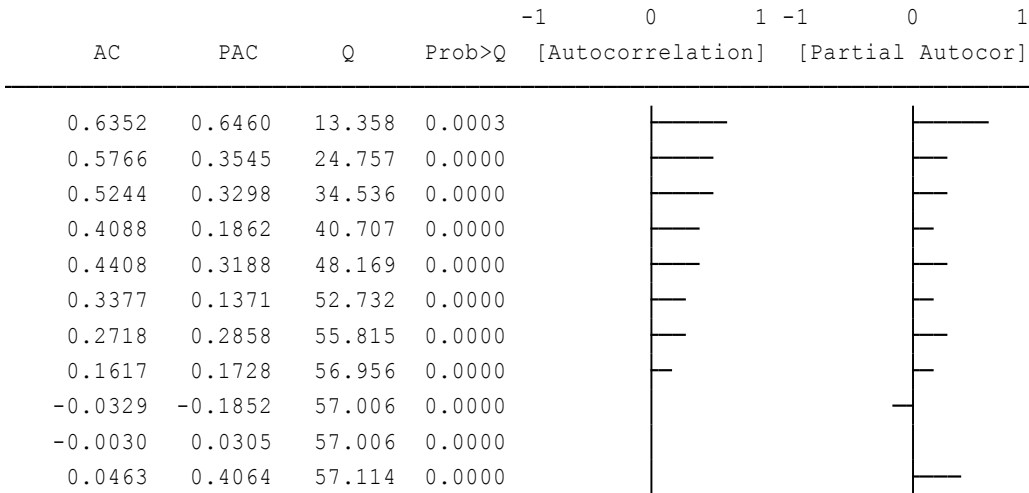 -1 0 1 -1 0 1
AC PAC Q Prob>Q [Autocorrelation] [Partial Autocor]
0.6352 0.6460 13.358 0.0003
0.5766 0.3545 24.757 0.0000
0.5244 0.3298 34.536 0.0000
0.4088 0.1862 40.707 0.0000
0.4408 0.3188 48.169 0.0000
0.3377 0.1371 52.732 0.0000
0.2718 0.2858 55.815 0.0000
0.1617 0.1728 56.956 0.0000
-0.0329 -0.1852 57.006 0.0000
-0.0030 0.0305 57.006 0.0000
0.0463 0.4064 57.114 0.0000